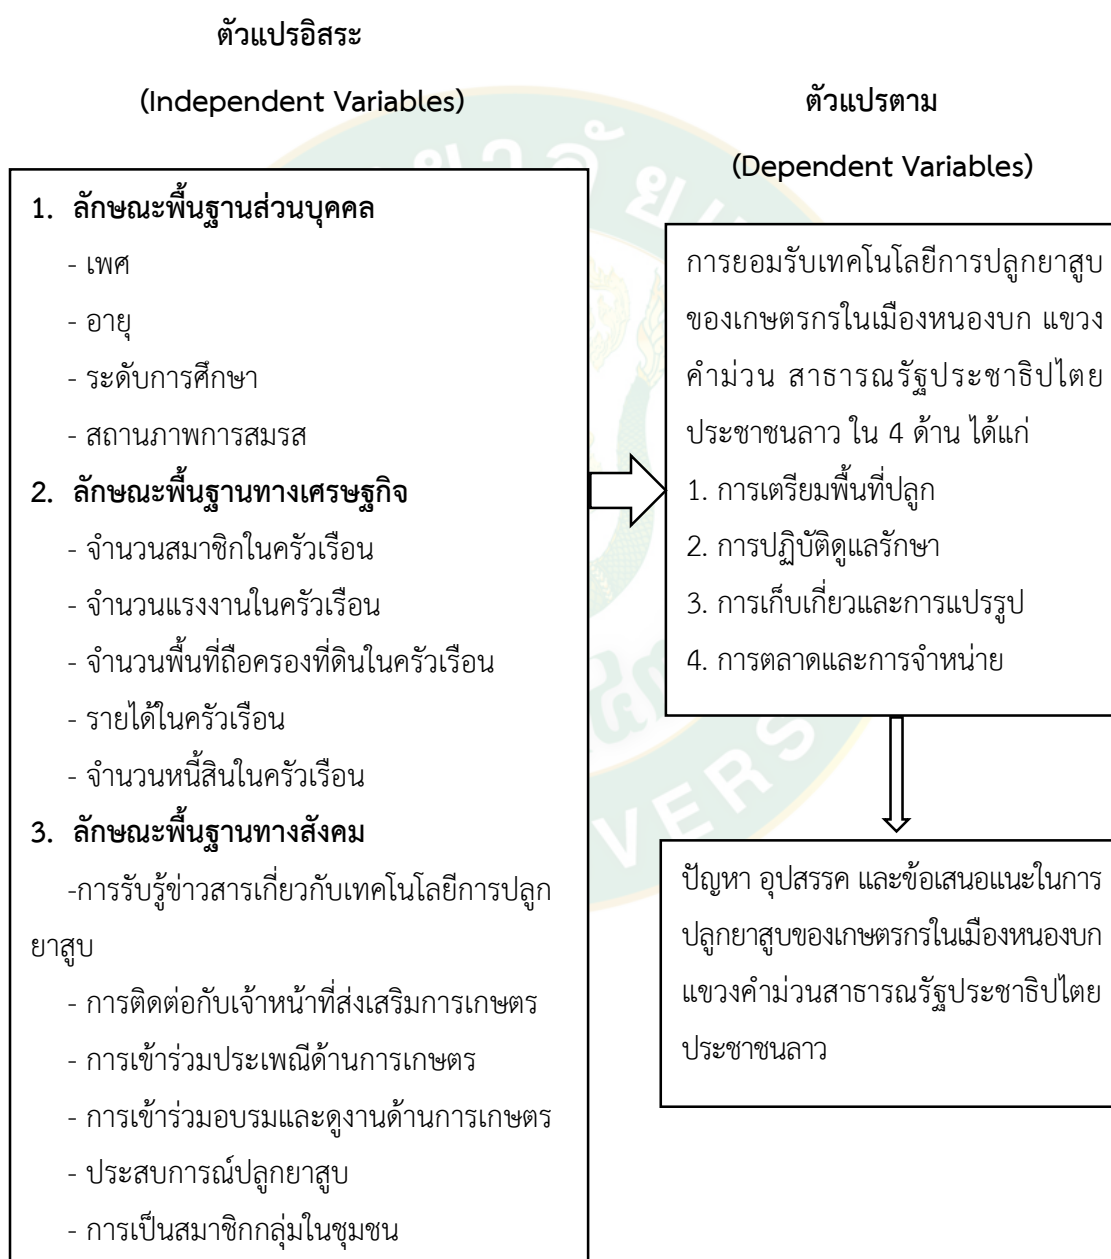 ตัวแปรอิสระ
(Independent Variables)
1. ลักษณะพื้นฐานส่วนบุคคล
- เพศ
- อายุ
- ระดับการศึกษา
- สถานภาพการสมรส
2. ลักษณะพื้นฐานทางเศรษฐกิจ
- จำนวนสมาชิกในครัวเรือน
- จำนวนแรงงานในครัวเรือน
- จำนวนพื้นที่ถือครองที่ดินในครัวเรือน
- รายได้ในครัวเรือน
- จำนวนหนี้สินในครัวเรือน
3. ลักษณะพื้นฐานทางสังคม
-การรับรู้ข่าวสารเกี่ยวกับเทคโนโลยีการปลูก
ยาสูบ
- การติดต่อกับเจ้าหน้าที่ส่งเสริมการเกษตร
- การเข้าร่วมประเพณีด้านการเกษตร
- การเข้าร่วมอบรมและดูงานด้านการเกษตร
- ประสบการณ์ปลูกยาสูบ
- การเป็นสมาชิกกลุ่มในชุมชน
ตัวแปรตาม
(Dependent Variables)
การยอมรับเทคโนโลยีการปลูกยาสูบ
ของเกษตรกรในเมืองหนองบก แขวง
คำม่วน สาธารณรัฐประชาธิปไตย
ประชาชนลาว ใน 4 ด้าน ได้แก่
1. การเตรียมพื้นที่ปลูก
2. การปฏิบัติดูแลรักษา
3. การเก็บเกี่ยวและการแปรรูป
4. การตลาดและการจำหน่าย
ปัญหา อุปสรรค และข้อเสนอแนะในการ
ปลูกยาสูบของเกษตรกรในเมืองหนองบก
แขวงคำม่วนสาธารณรัฐประชาธิปไตย
ประชาชนลาว